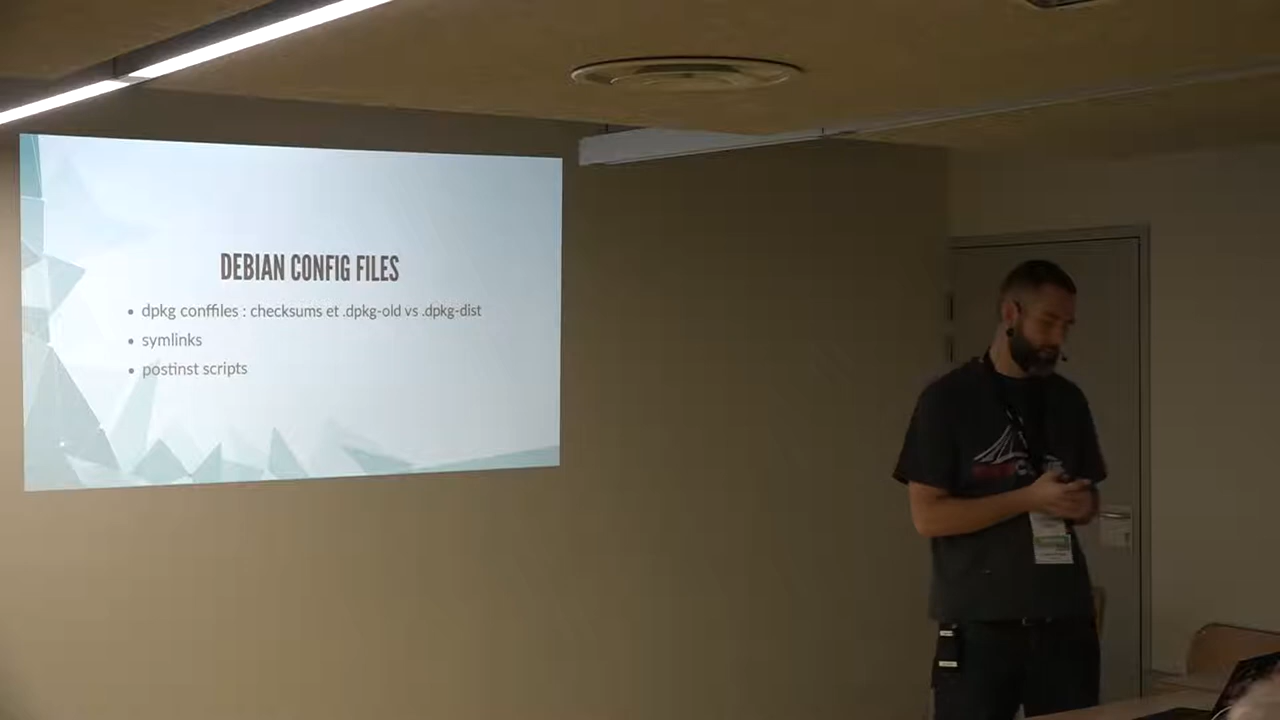 DEBIAN CONFIG FILES
dpkg conffiles : checksums et .dpkg-old vs .dpkg-dist
symlinks
postinst scripts